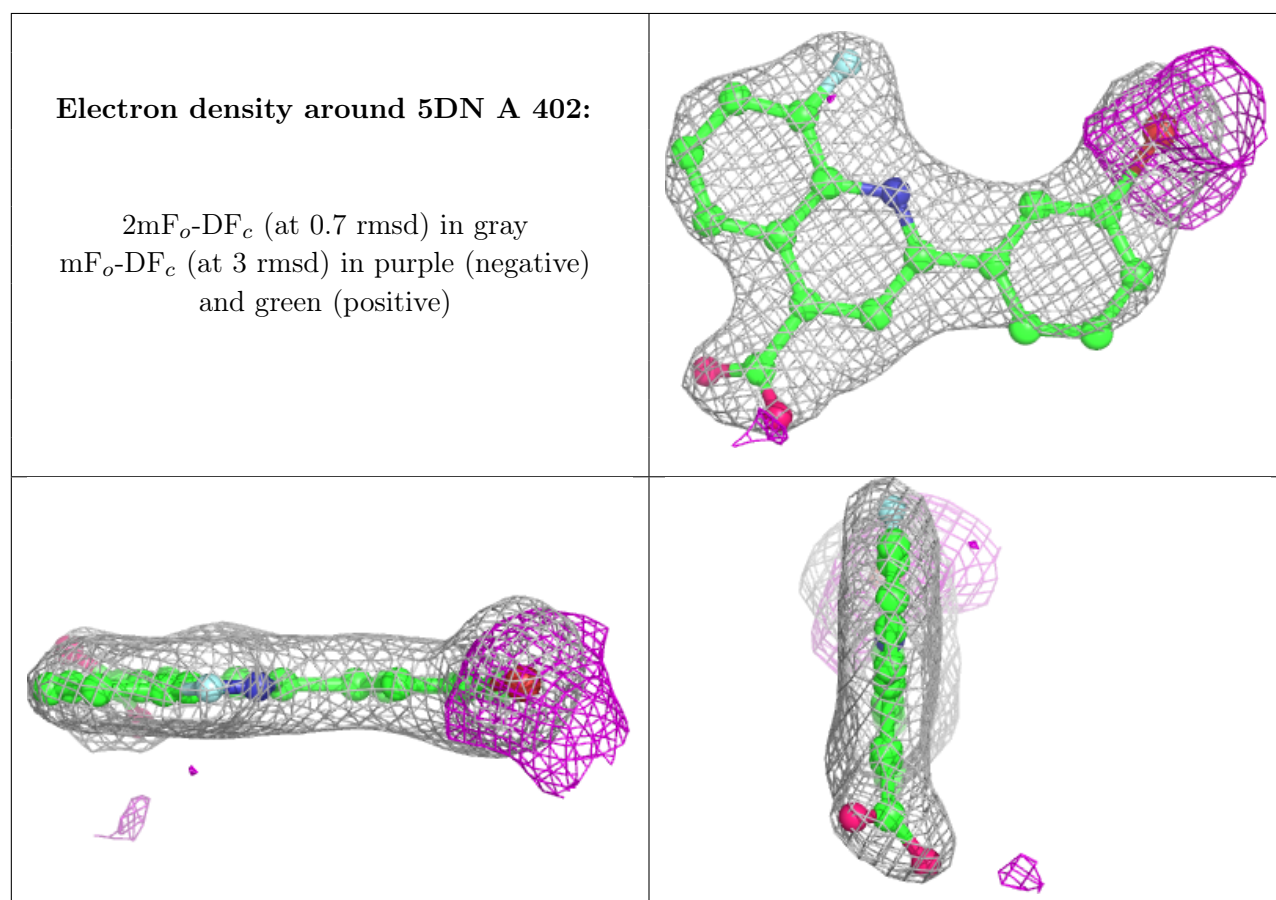 Electron density around 5DN A 402:
2mFo-DFc (at 0.7 rmsd) in gray
mFo-DFc (at 3 rmsd) in purple (negative)
and green (positive)